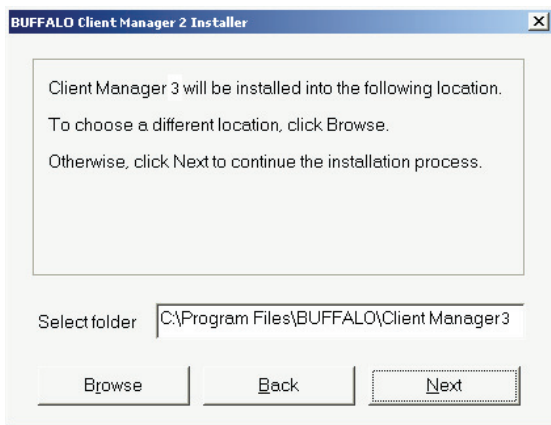 BUFFALO Client Manager 2 Installer
Client Manager 3 will be installed into the following location.
To choose a different location, click Browse.
Otherwise, click Next to continue the installation process.
Select folder C:\Program Files\BUFFALO\Client Manager3
Browse Back Next